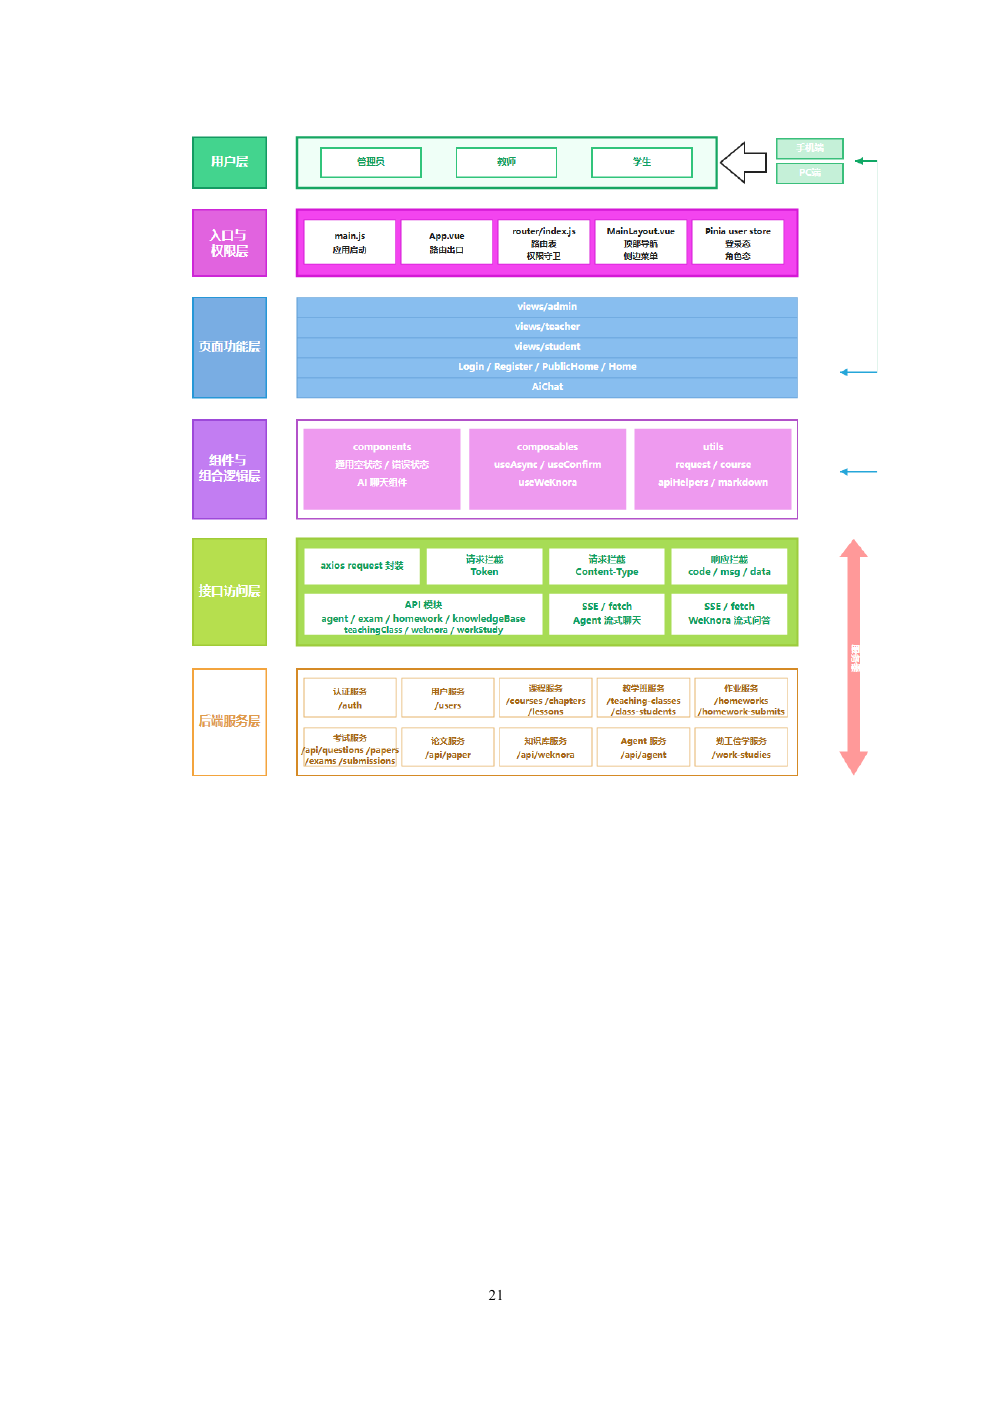 用户层
管理员
教师
学生
手机端
PC端
入口与
权限层
main.js
应用启动
App.vue
路由出口
router/index.js
路由表
权限守卫
MainLayout.vue
顶部导航
侧边菜单
Pinia user store
登录态
角色态
页面功能层
views/admin
views/teacher
views/student
Login / Register / PublicHome / Home
AiChat
组件与
组合逻辑层
components
通用空状态 / 错误状态
AI 聊天组件
composables
useAsync / useConfirm
useWeKnora
utils
request / course
apiHelpers / markdown
接口访问层
axios request 封装
请求拦截
Token
请求拦截
Content-Type
响应拦截
code / msg / data
API 模块
agent / exam / homework / knowledgeBase
teachingClass / weknora / workStudy
SSE / fetch
Agent 流式聊天
SSE / fetch
WeKnora 流式问答
后端服务层
认证服务
/auth
用户服务
/users
课程服务
/courses /chapters
/lessons
教学班服务
/teaching-classes
/class-students
作业服务
/homeworks
/homework-submits
考试服务
/api/questions /papers
/exams /submissions
论文服务
/api/paper
知识库服务
/api/weknora
Agent 服务
/api/agent
勤工俭学服务
/work-studies
21